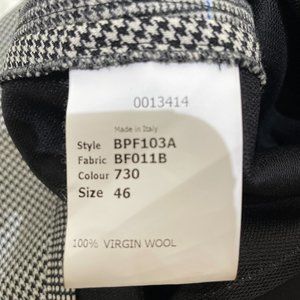 0013414
Made in Italy
Style BPF103A
Fabric BF011B
Colour 730
Size 46
100% VIRGIN WOOL